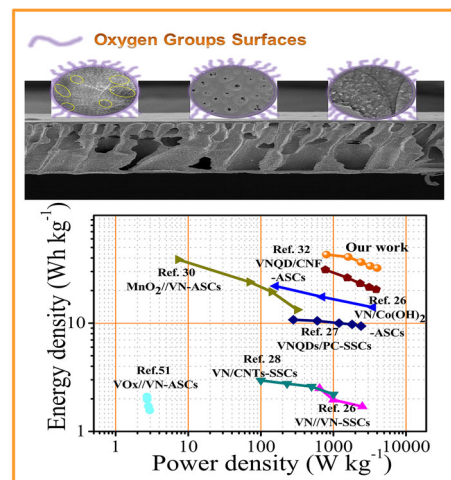 Oxygen Groups Surfaces
Energy density (Wh kg⁻¹)
10
1
Ref. 32
VNQD/CNF
-ASCs
Our work
Ref. 30
MnO₂//VN-ASCs
Ref. 26
VN/Co(OH)₂
-ASCs
Ref. 27
VNQDs/PC-SSCs
Ref.51
VOx//VN-ASCs
Ref. 28
VN/CNTs-SSCs
Ref. 26
VN//VN-SSCs
1 10 100 1000 10000
Power density (W kg⁻¹)